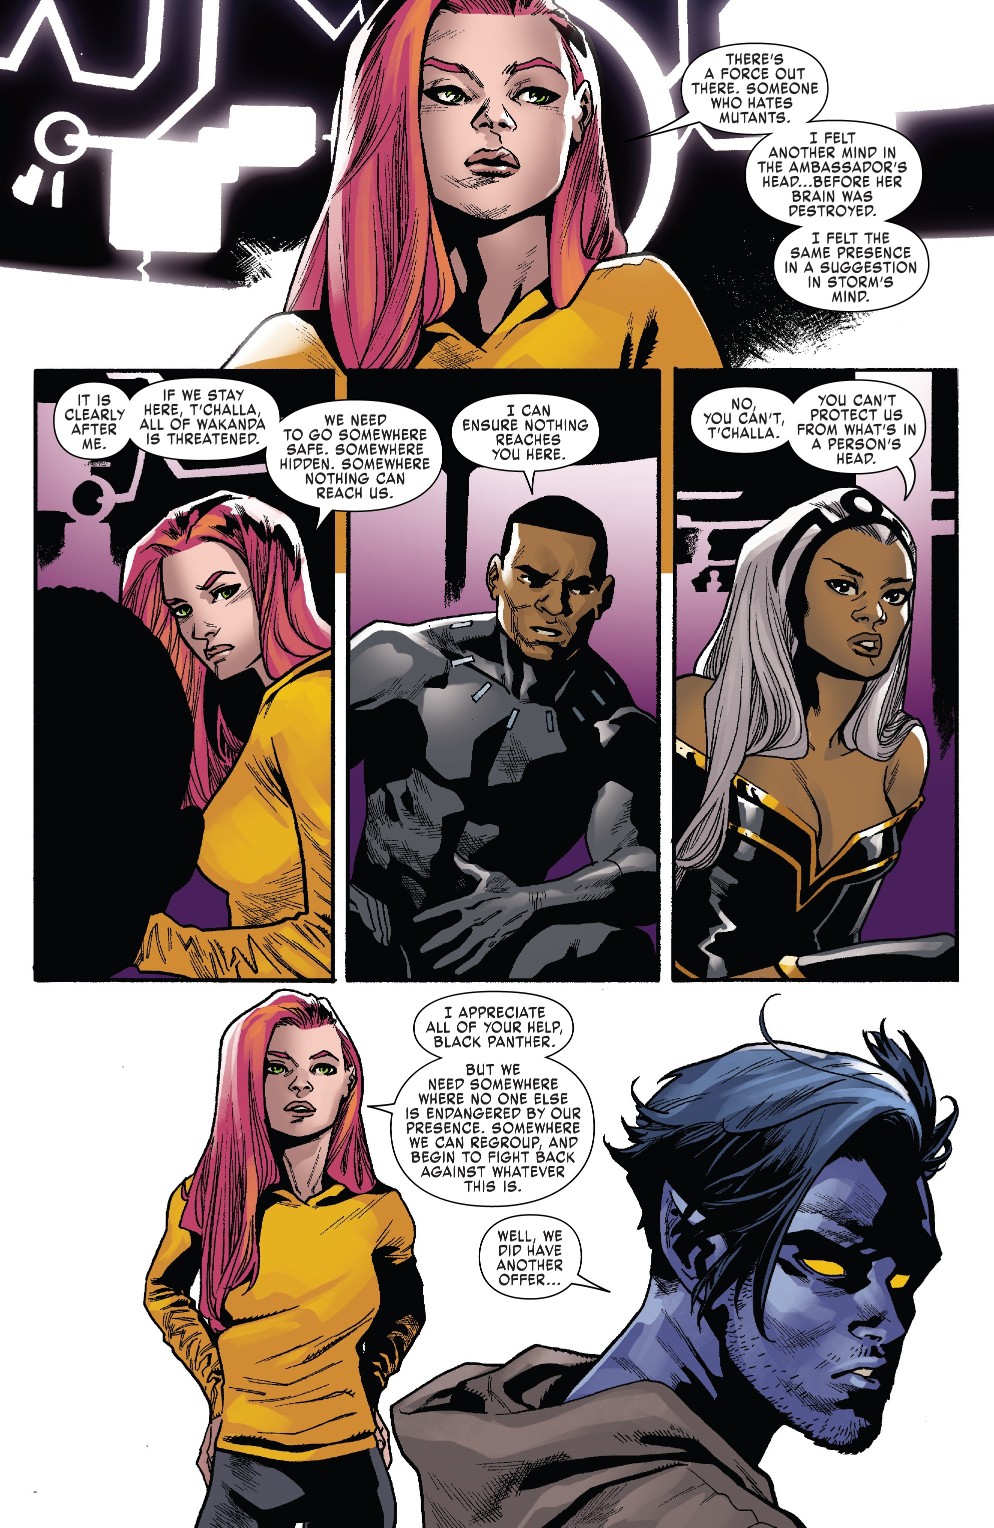 THERE'S
A FORCE OUT
THERE. SOMEONE
WHO HATES
MUTANTS.
I FELT
ANOTHER MIND IN
THE AMBASSADOR'S
HEAD...BEFORE HER
BRAIN WAS
DESTROYED.
I FELT THE
SAME PRESENCE
IN A SUGGESTION
IN STORM'S
MIND.
IT IS
CLEARLY
AFTER
ME.
IF WE STAY
HERE, T'CHALLA,
ALL OF WAKANDA
IS THREATENED.
WE NEED
TO GO SOMEWHERE
SAFE. SOMEWHERE
HIDDEN. SOMEWHERE
NOTHING CAN
REACH US.
I CAN
ENSURE NOTHING
REACHES
YOU HERE.
NO,
YOU CAN'T,
T'CHALLA.
YOU CAN'T
PROTECT US
FROM WHAT'S IN
A PERSON'S
HEAD.
I APPRECIATE
ALL OF YOUR HELP,
BLACK PANTHER.
BUT WE
NEED SOMEWHERE
WHERE NO ONE ELSE
IS ENDANGERED BY OUR
PRESENCE. SOMEWHERE
WE CAN REGROUP, AND
BEGIN TO FIGHT BACK
AGAINST WHATEVER
THIS IS.
WELL, WE
DID HAVE
ANOTHER
OFFER...